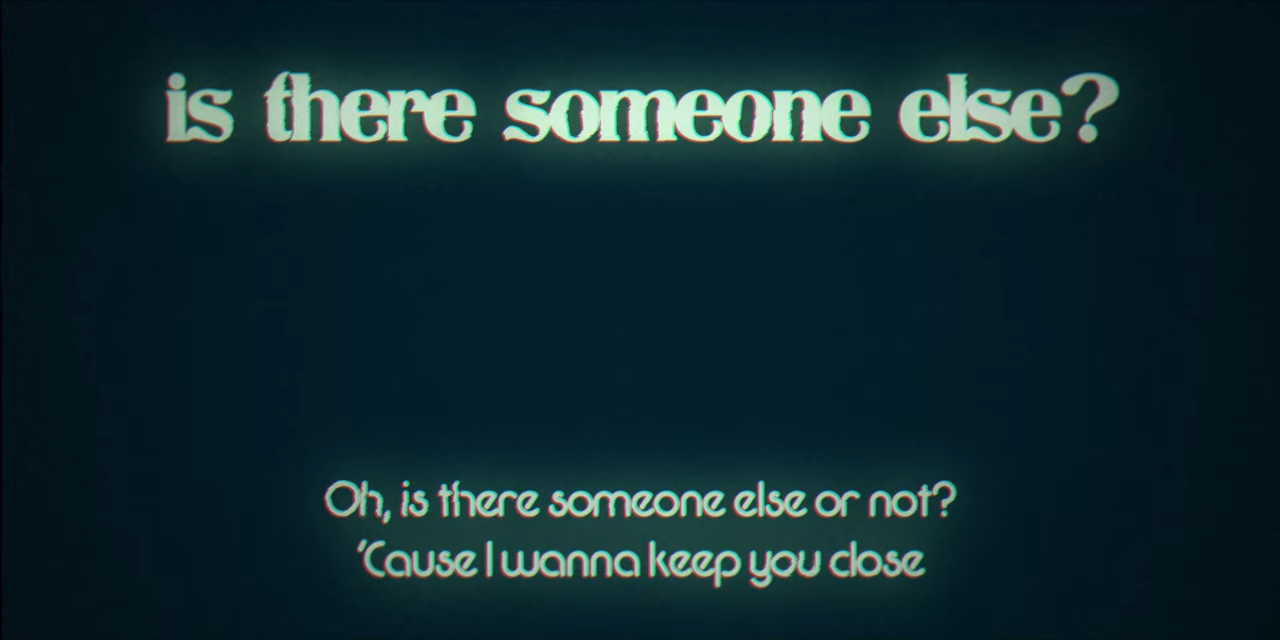 is there someone else?
Oh, is there someone else or not?
‘Cause I wanna keep you close